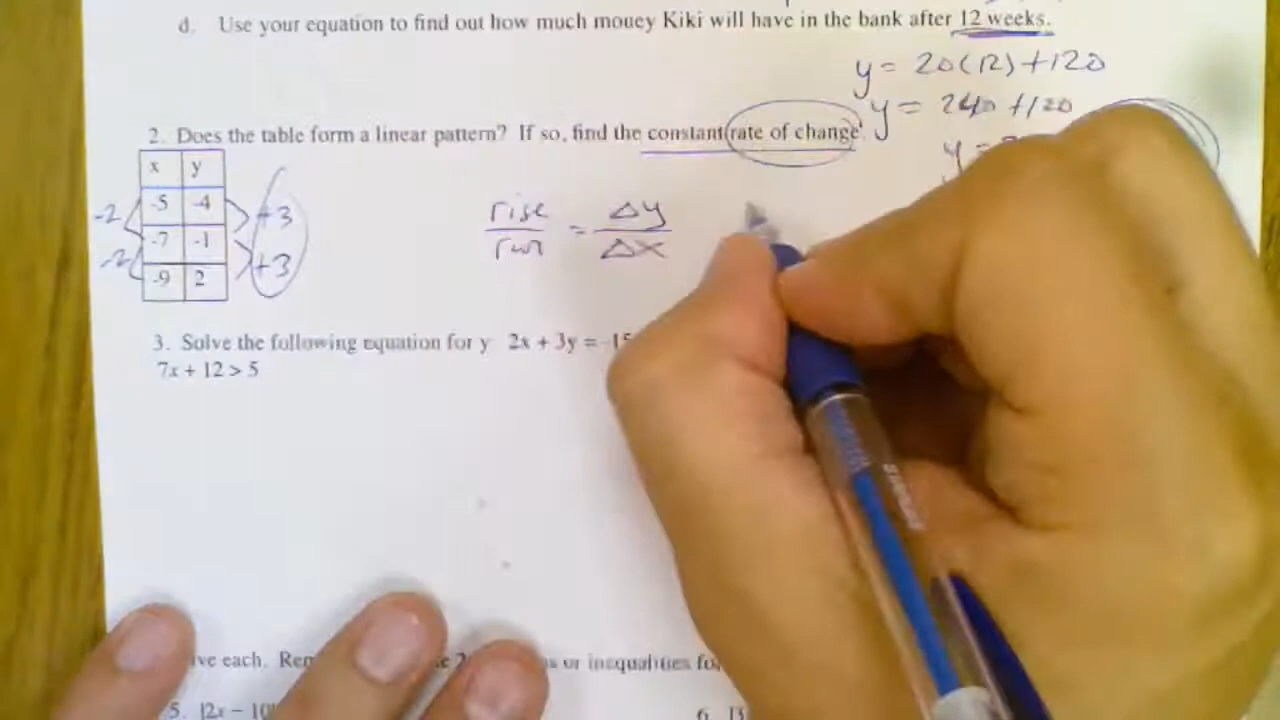 d. Use your equation to find out how much money Kiki will have in the bank after 12 weeks.
y = 20(12)+120
y = 240 +120
y =
2. Does the table form a linear pattern? If so, find the constant rate of change.
x y
-5 -4
-7 -1
-9 2
-2
-2
+3
+3
rise/run = Δy/Δx
3. Solve the following equation for y 2x + 3y = -15
7x + 12 > 5
each. or inequalities
5. |2x – 10
6.